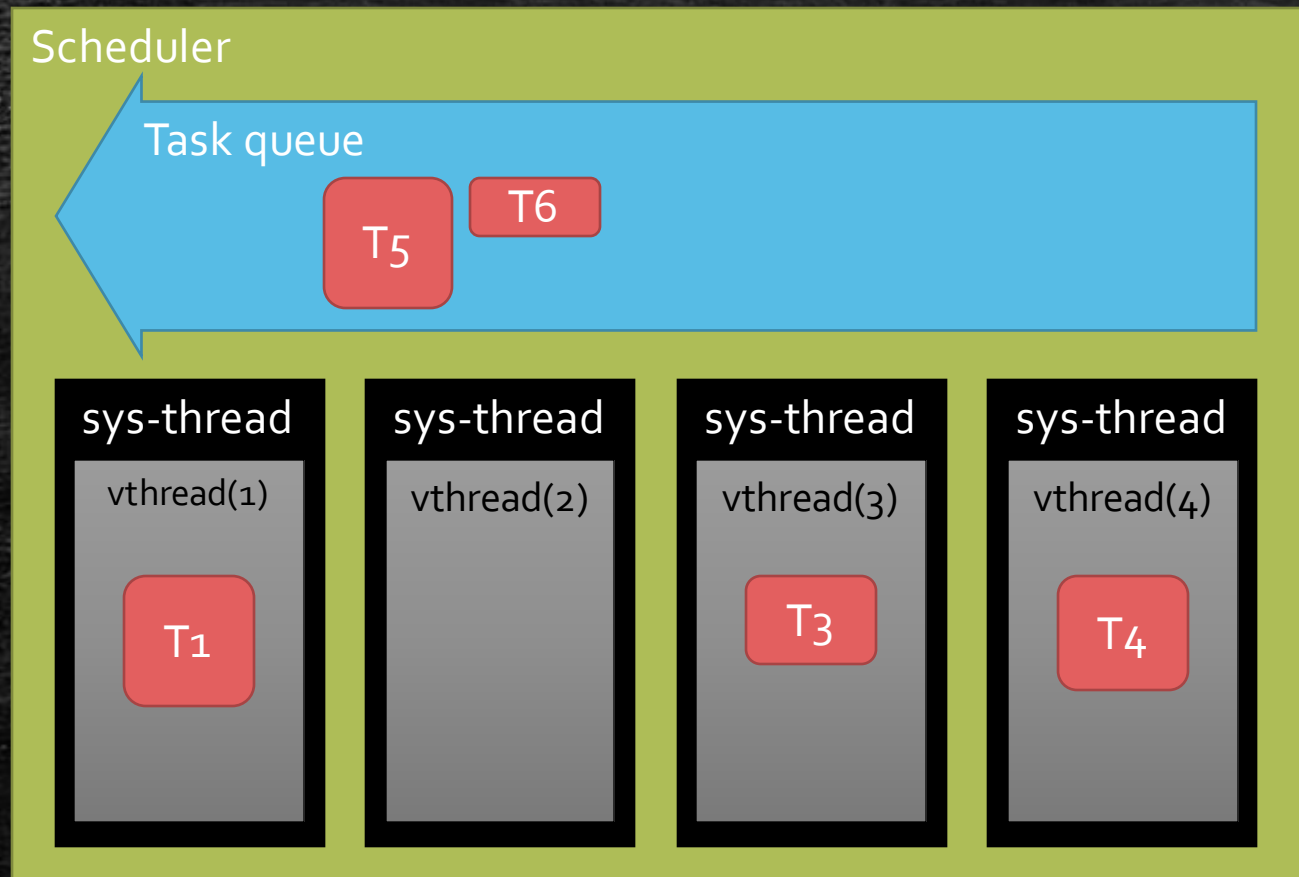 Scheduler
Task queue
T5
T6
sys-thread
sys-thread
sys-thread
sys-thread
vthread(1)
vthread(2)
vthread(3)
vthread(4)
T1
T3
T4